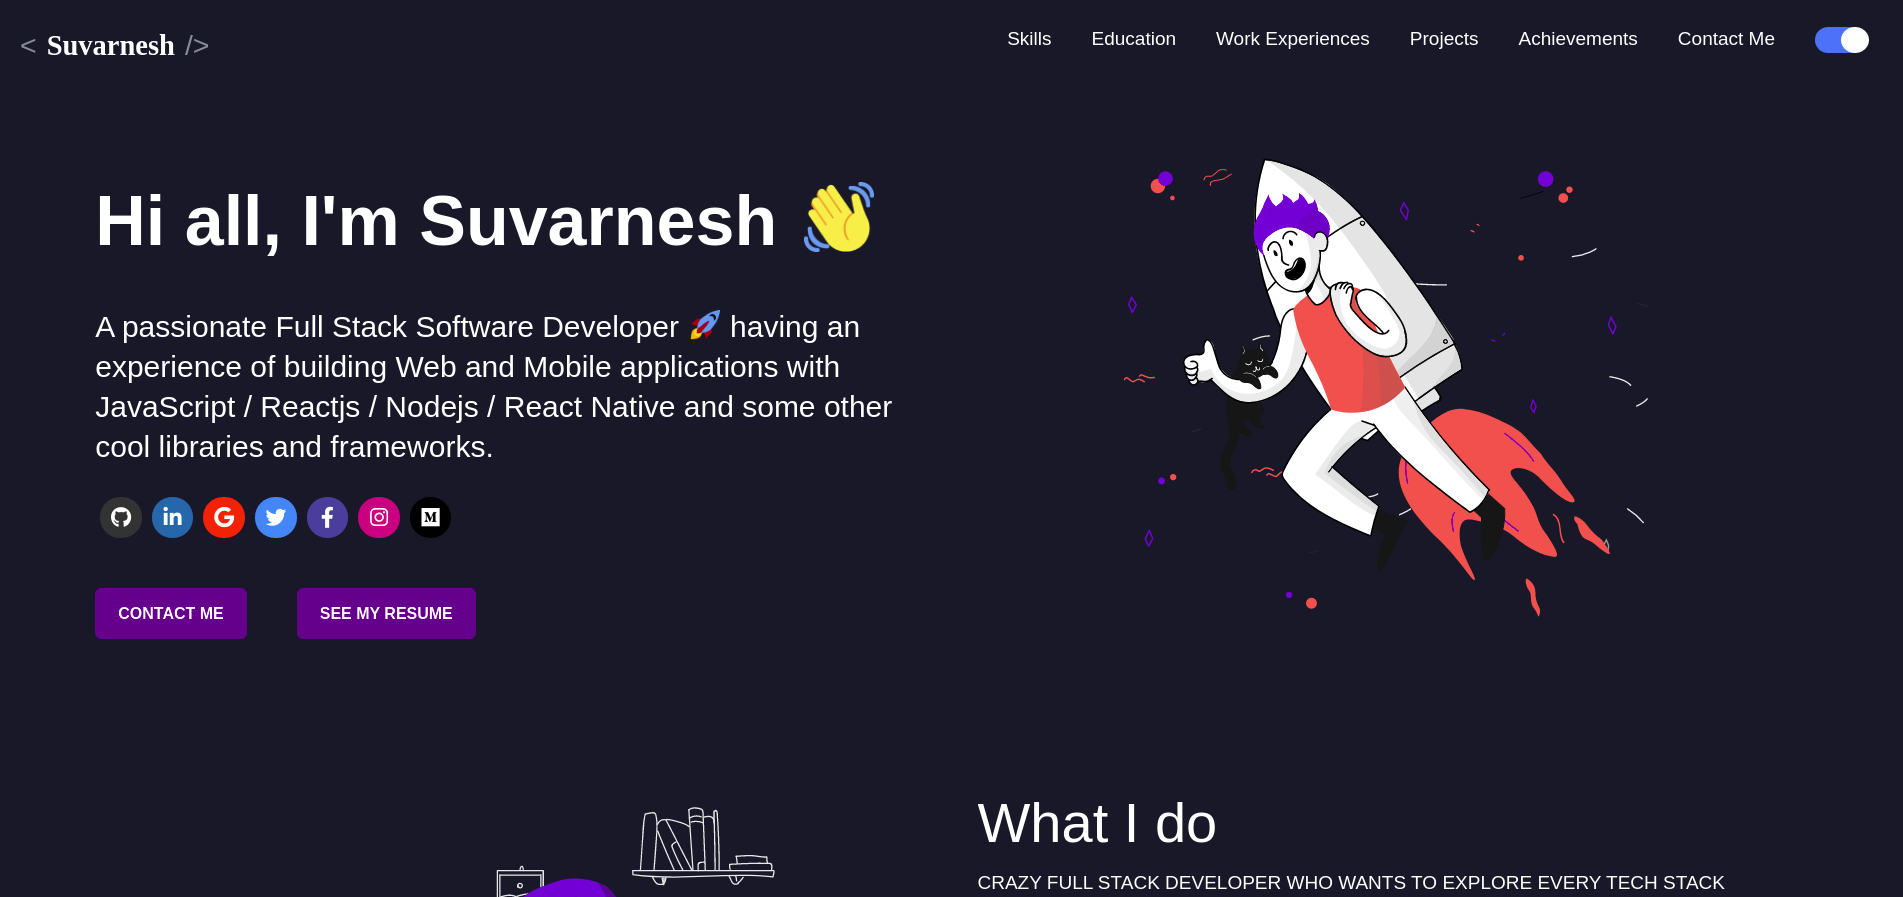 < Suvarnesh />
Skills Education Work Experiences Projects Achievements Contact Me
Hi all, I'm Suvarnesh 👋
A passionate Full Stack Software Developer 🚀 having an
experience of building Web and Mobile applications with
JavaScript / Reactjs / Nodejs / React Native and some other
cool libraries and frameworks.
CONTACT ME SEE MY RESUME
What I do
CRAZY FULL STACK DEVELOPER WHO WANTS TO EXPLORE EVERY TECH STACK